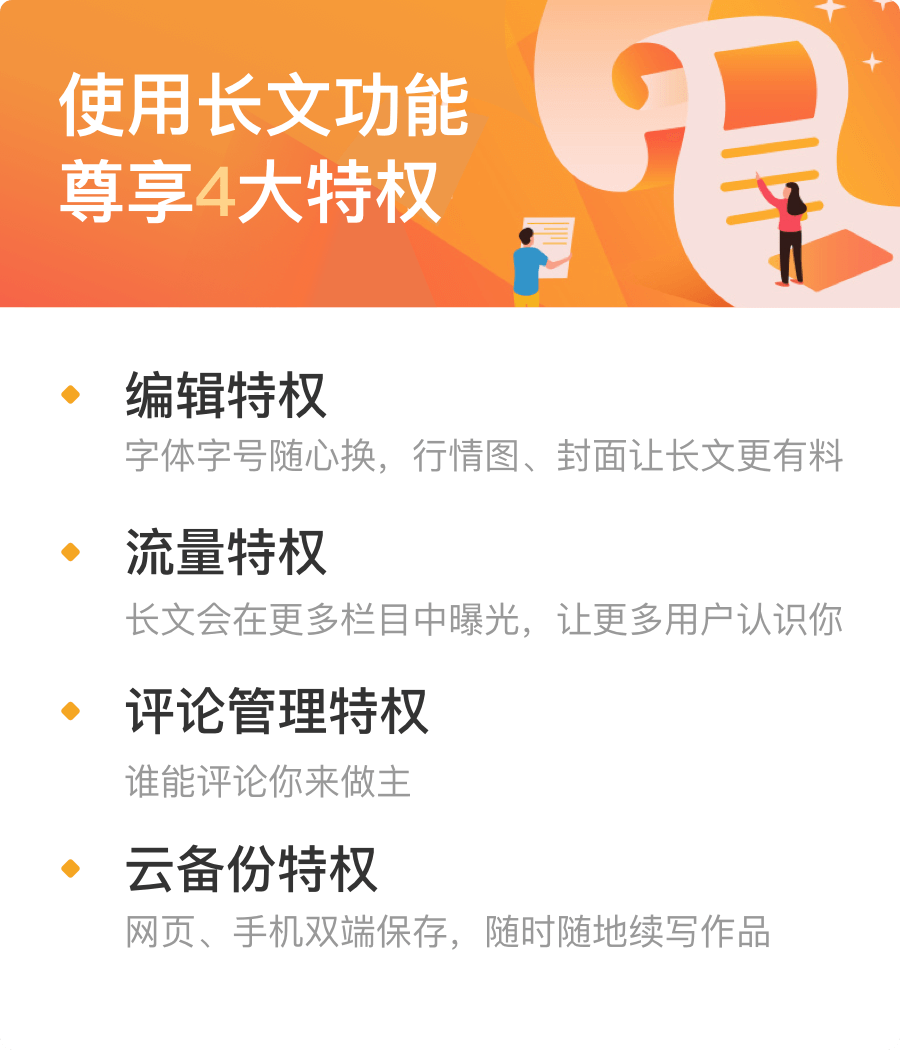 使用长文功能
尊享4大特权
编辑特权
字体字号随心换，行情图、封面让长文更有料
流量特权
长文会在更多栏目中曝光，让更多用户认识你
评论管理特权
谁能评论你来做主
云备份特权
网页、手机双端保存，随时随地续写作品